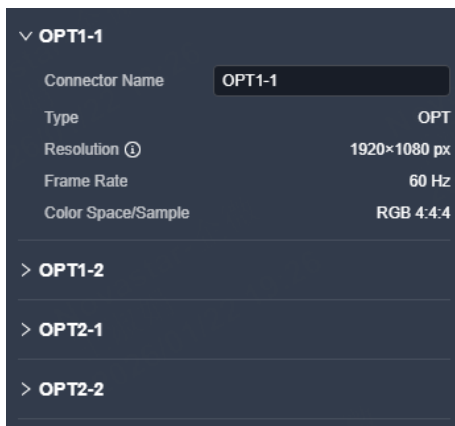 OPT1-1
Connector Name OPT1-1
Type OPT
Resolution 1920×1080 px
Frame Rate 60 Hz
Color Space/Sample RGB 4:4:4
OPT1-2
OPT2-1
OPT2-2